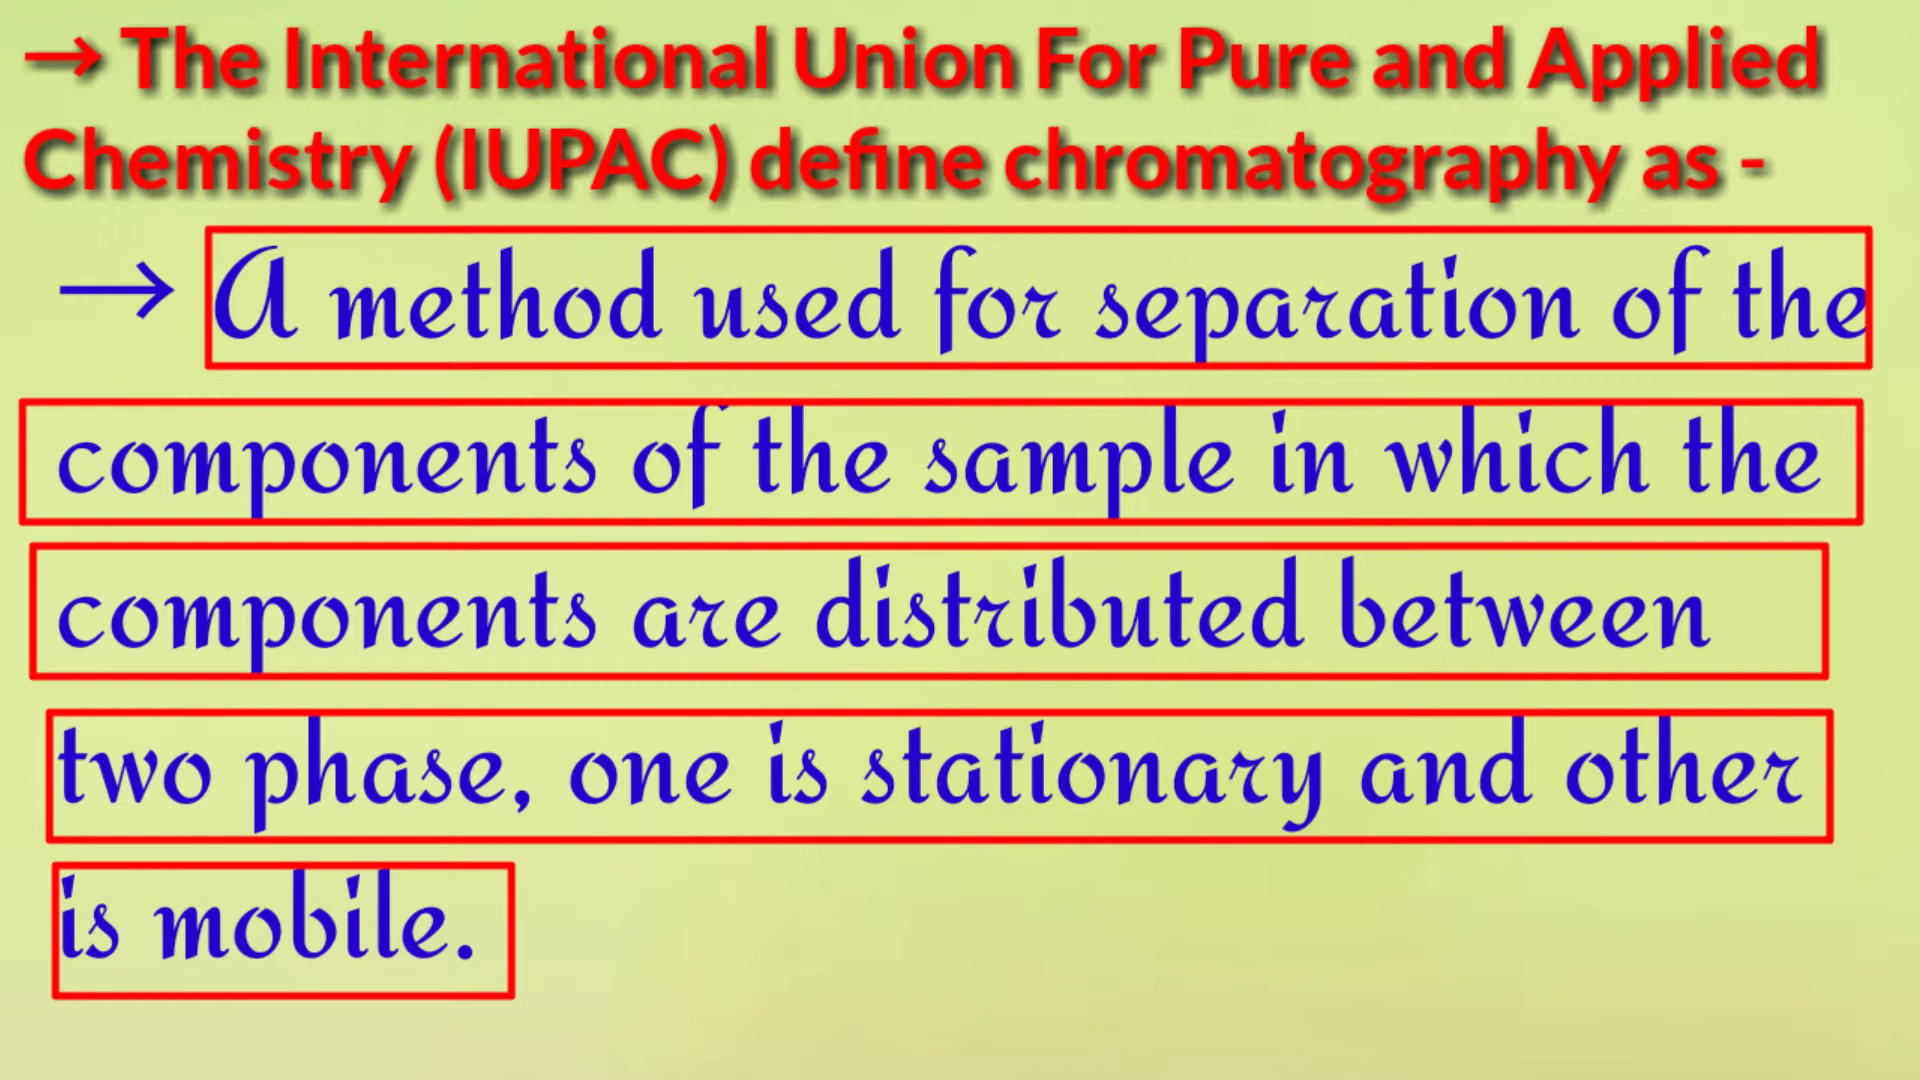 → The International Union For Pure and Applied
Chemistry (IUPAC) define chromatography as -
→ A method used for separation of the
components of the sample in which the
components are distributed between
two phase, one is stationary and other
is mobile.